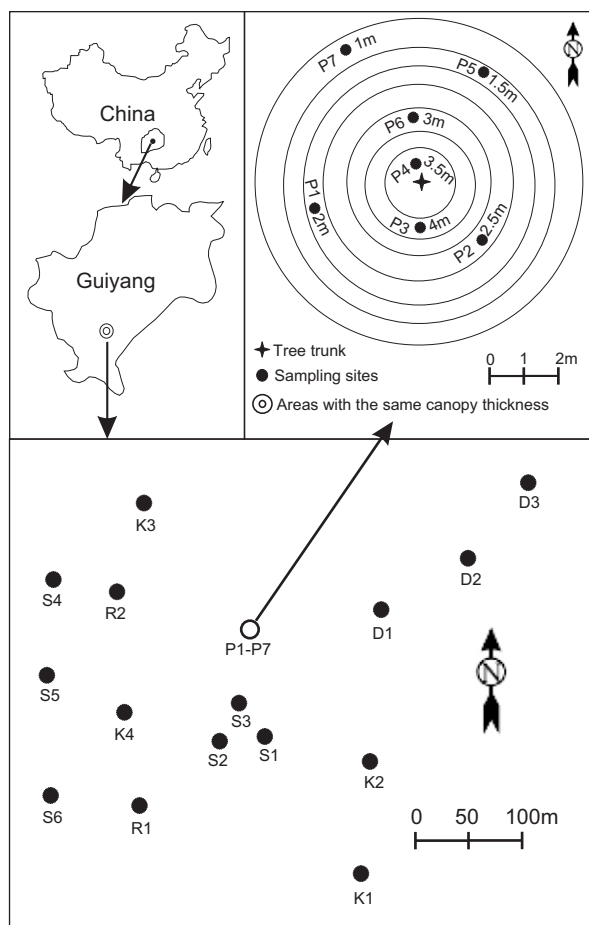 China
Guiyang
N
P7 1m
P5 1.5m
P6 3m
P4 3.5m
P1 2m
P3 4m
P2 2.5m
Tree trunk
Sampling sites
Areas with the same canopy thickness
0 1 2m
K3
D3
S4
R2
D2
D1
P1-P7
S5
K4
S3
S2
S1
N
K2
S6
R1
0 50 100m
K1